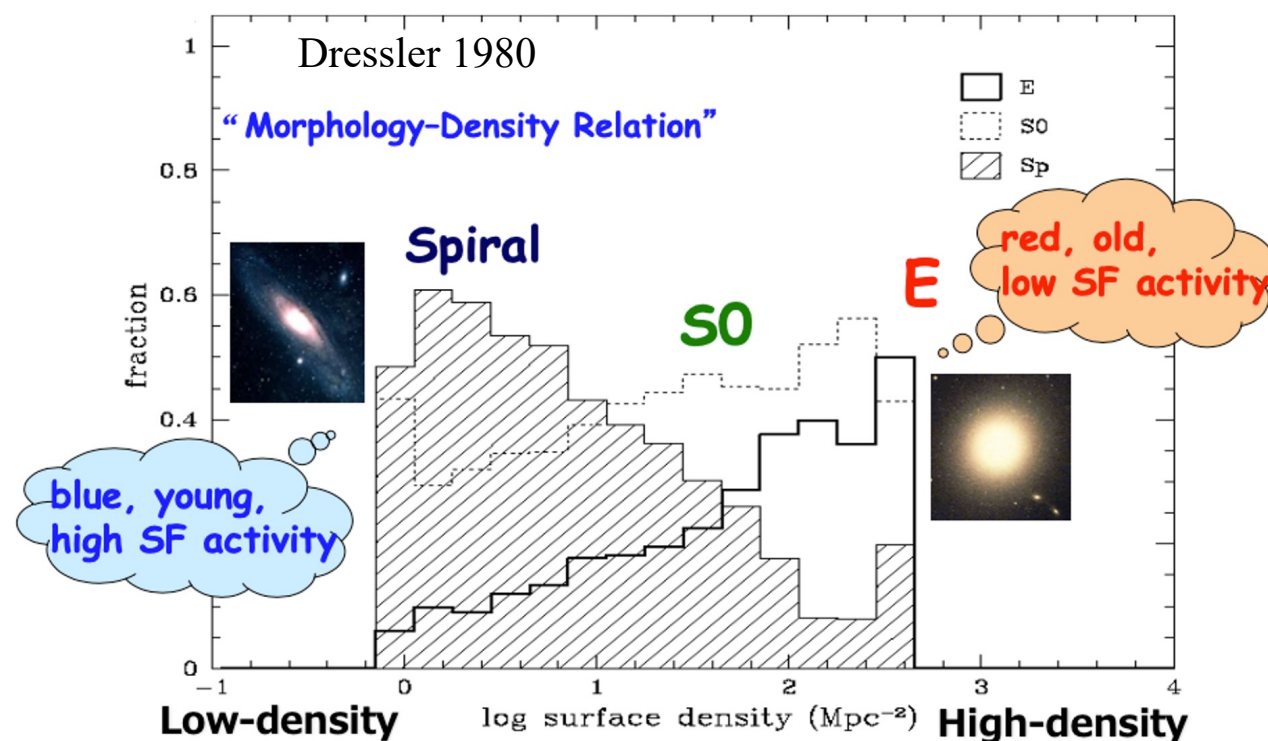 Dressler 1980
“Morphology-Density Relation”
E
S0
Sp
1
0.8
0.6
0.4
0.2
0
fraction
Spiral
S0
E
red, old,
low SF activity
blue, young,
high SF activity
−1
0
1
2
3
4
Low-density
log surface density (Mpc⁻²)
High-density